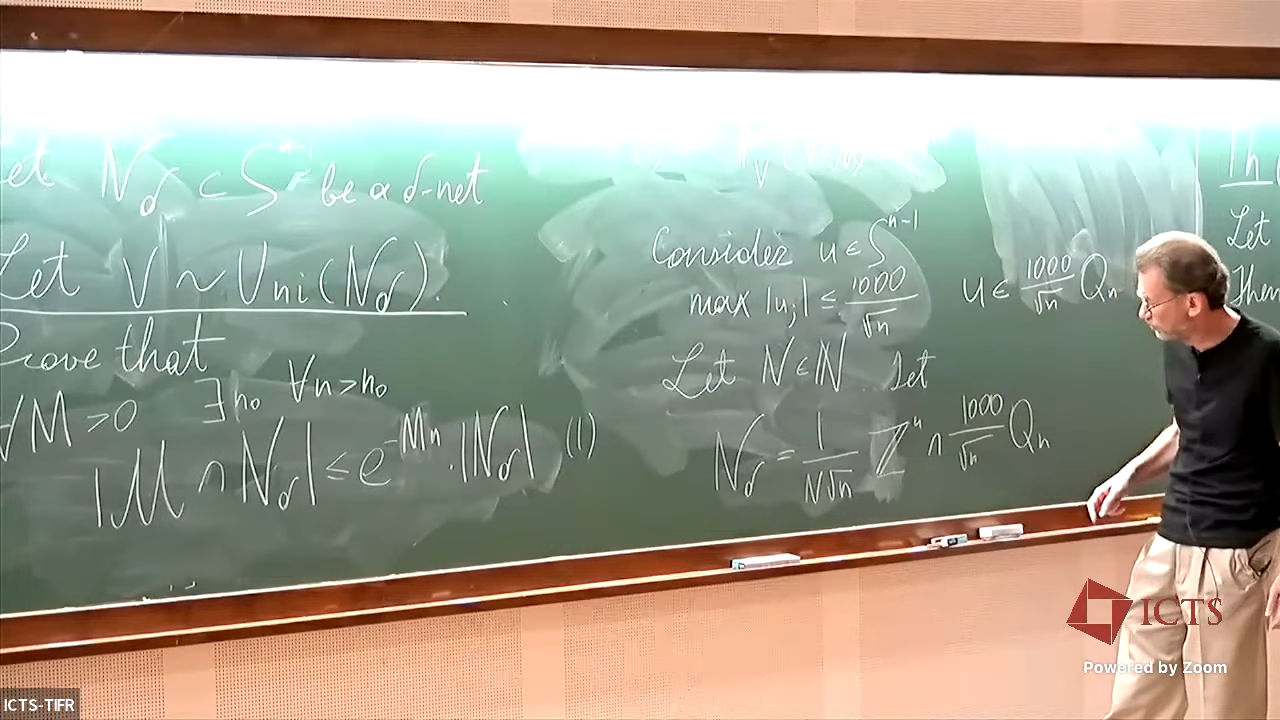 et N_δ ⊂ S be a δ-net
Let V ~ Uni(N_δ).
Prove that
∀M >0 ∃n₀ ∀n>n₀
|M ∩ N_δ| ≤ e^{-Mn} · |N_δ| (1)
Consider u ∈ S^{n-1}
max |u_j| ≤ 1000/√n
u ∈ 1000/√n Q_n
Let N ∈ ℕ Let
N_δ = 1/(N√n) ℤ^n ∩ 1000/√n Q_n
Th
Let
Then
ICTS
Powered by Zoom
ICTS-TIFR